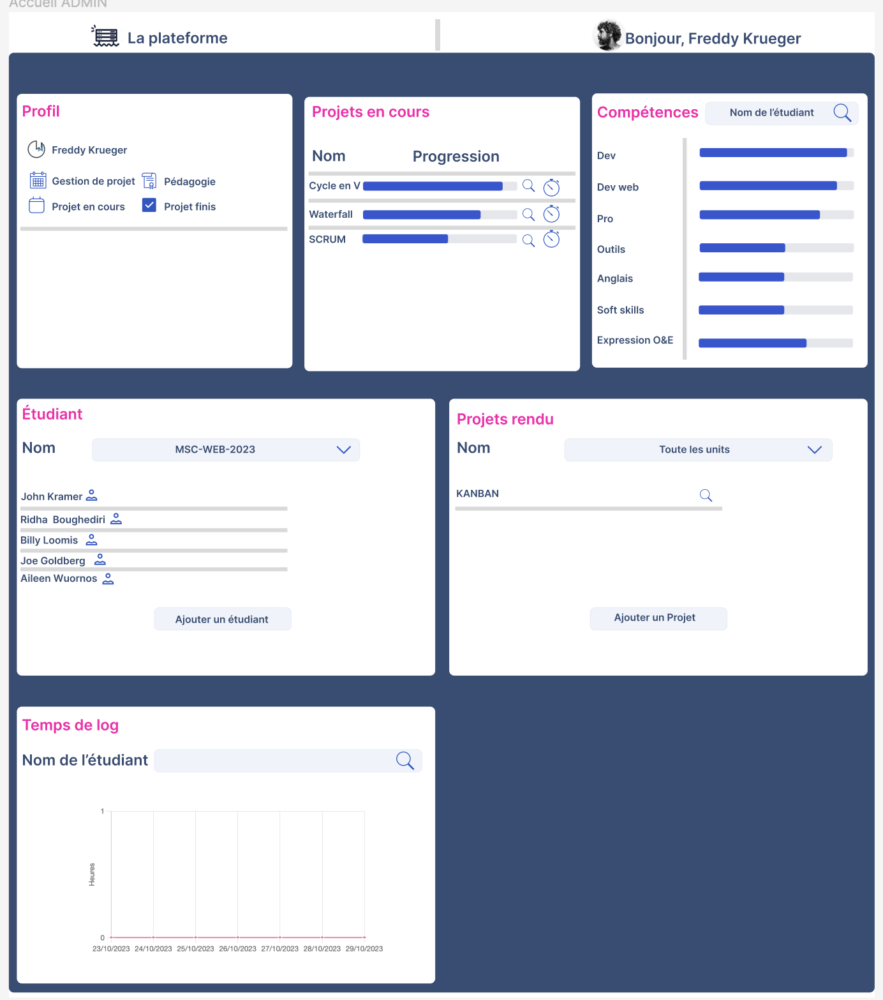 Accueil ADMIN
La plateforme
Bonjour, Freddy Krueger
Profil
Freddy Krueger
Gestion de projet
Pédagogie
Projet en cours
Projet finis
Projets en cours
Nom
Progression
Cycle en V
Waterfall
SCRUM
Compétences
Nom de l'étudiant
Dev
Dev web
Pro
Outils
Anglais
Soft skills
Expression O&E
Étudiant
Nom
MSC-WEB-2023
John Kramer
Ridha Boughediri
Billy Loomis
Joe Goldberg
Aileen Wuornos
Ajouter un étudiant
Projets rendu
Nom
Toute les units
KANBAN
Ajouter un Projet
Temps de log
Nom de l'étudiant
1
Heures
0
23/10/2023 24/10/2023 25/10/2023 26/10/2023 27/10/2023 28/10/2023 29/10/2023